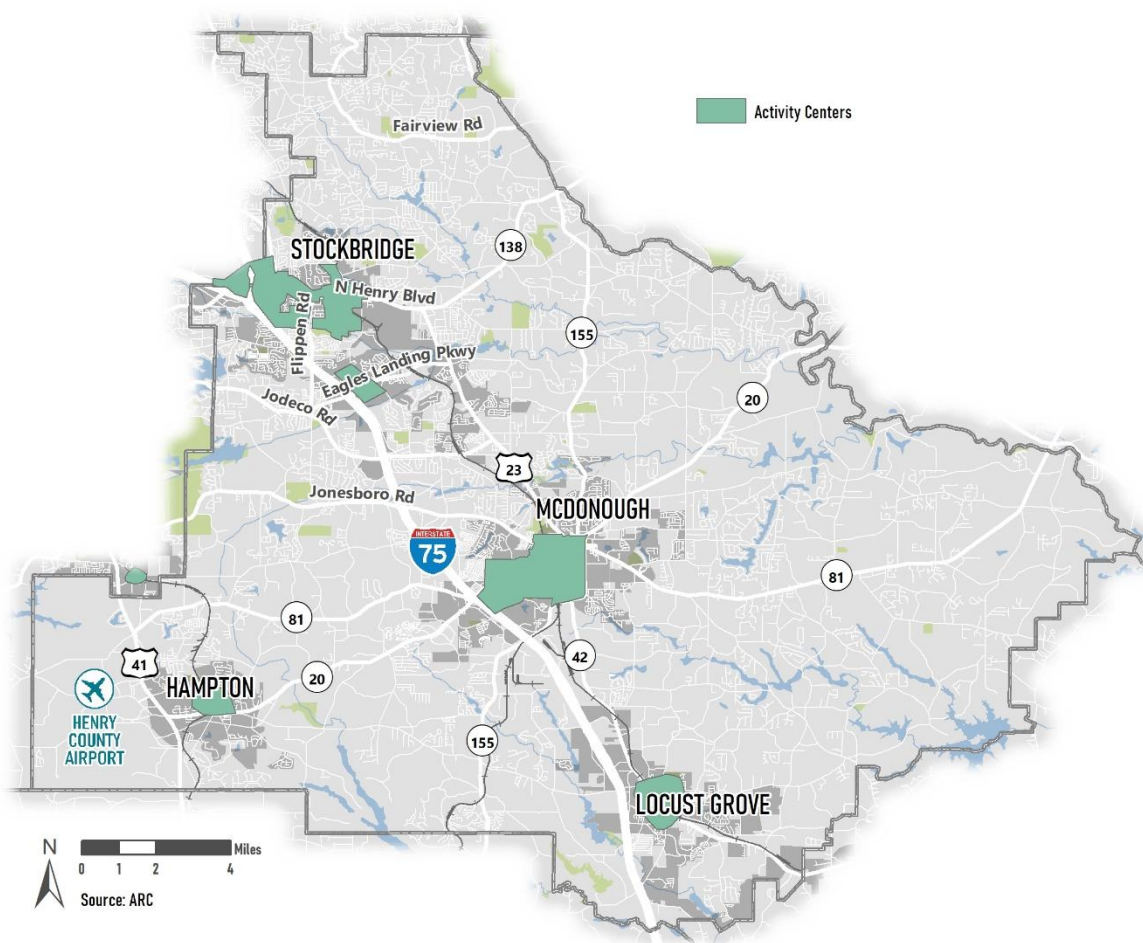 Fairview Rd
Activity Centers
STOCKBRIDGE
138
N Henry Blvd
Flippen Rd
155
Eagles Landing Pkwy
Jodeco Rd
20
23
Jonesboro Rd
MCDONOUGH
INTERSTATE
75
81
81
41
42
HAMPTON
20
HENRY
COUNTY
AIRPORT
155
LOCUST GROVE
N
Miles
0 1 2 4
Source: ARC